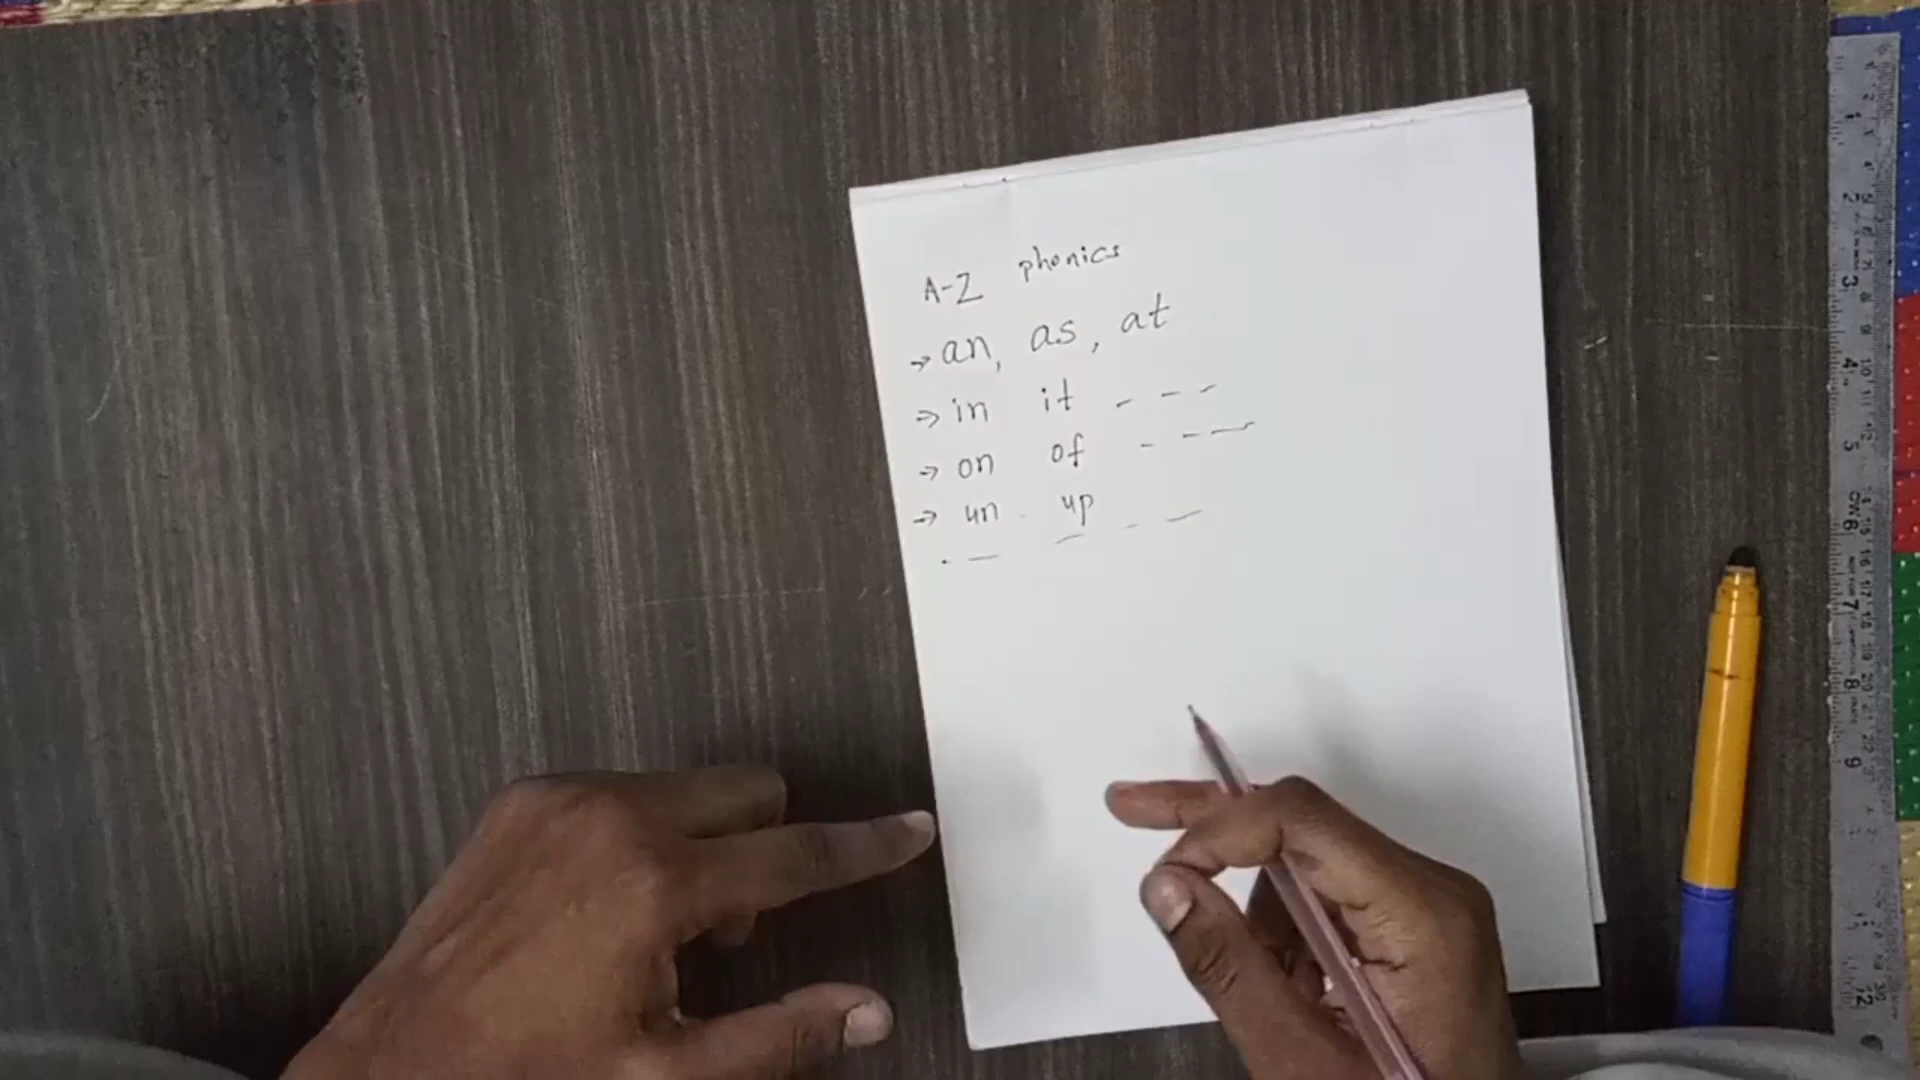 A-Z phonics
→ an, as, at
→ in it - - -
→ on of - - -
→ un up - -